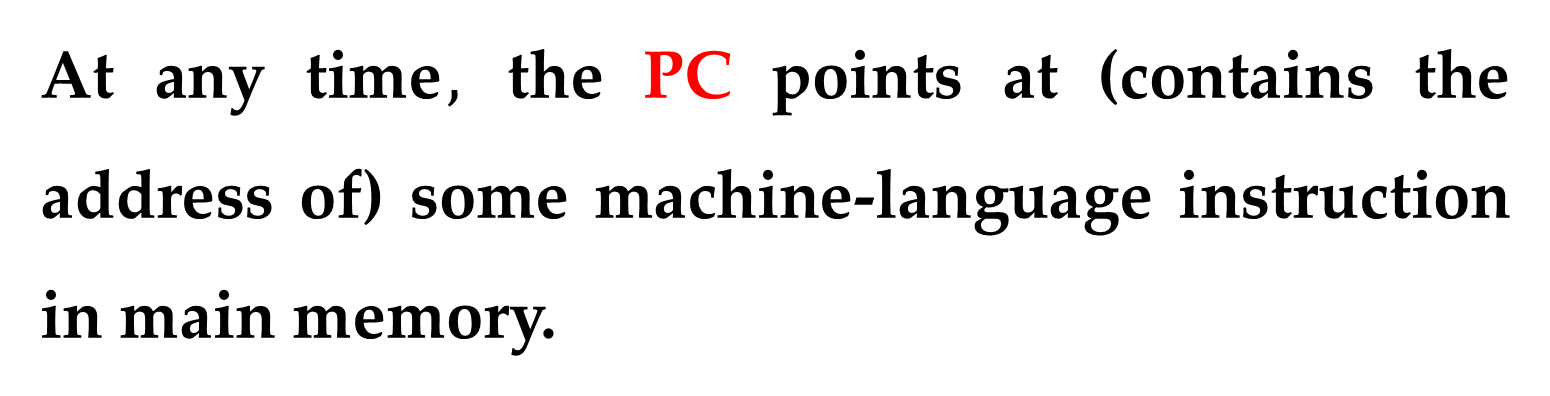 At any time, the PC points at (contains the
address of) some machine-language instruction
in main memory.